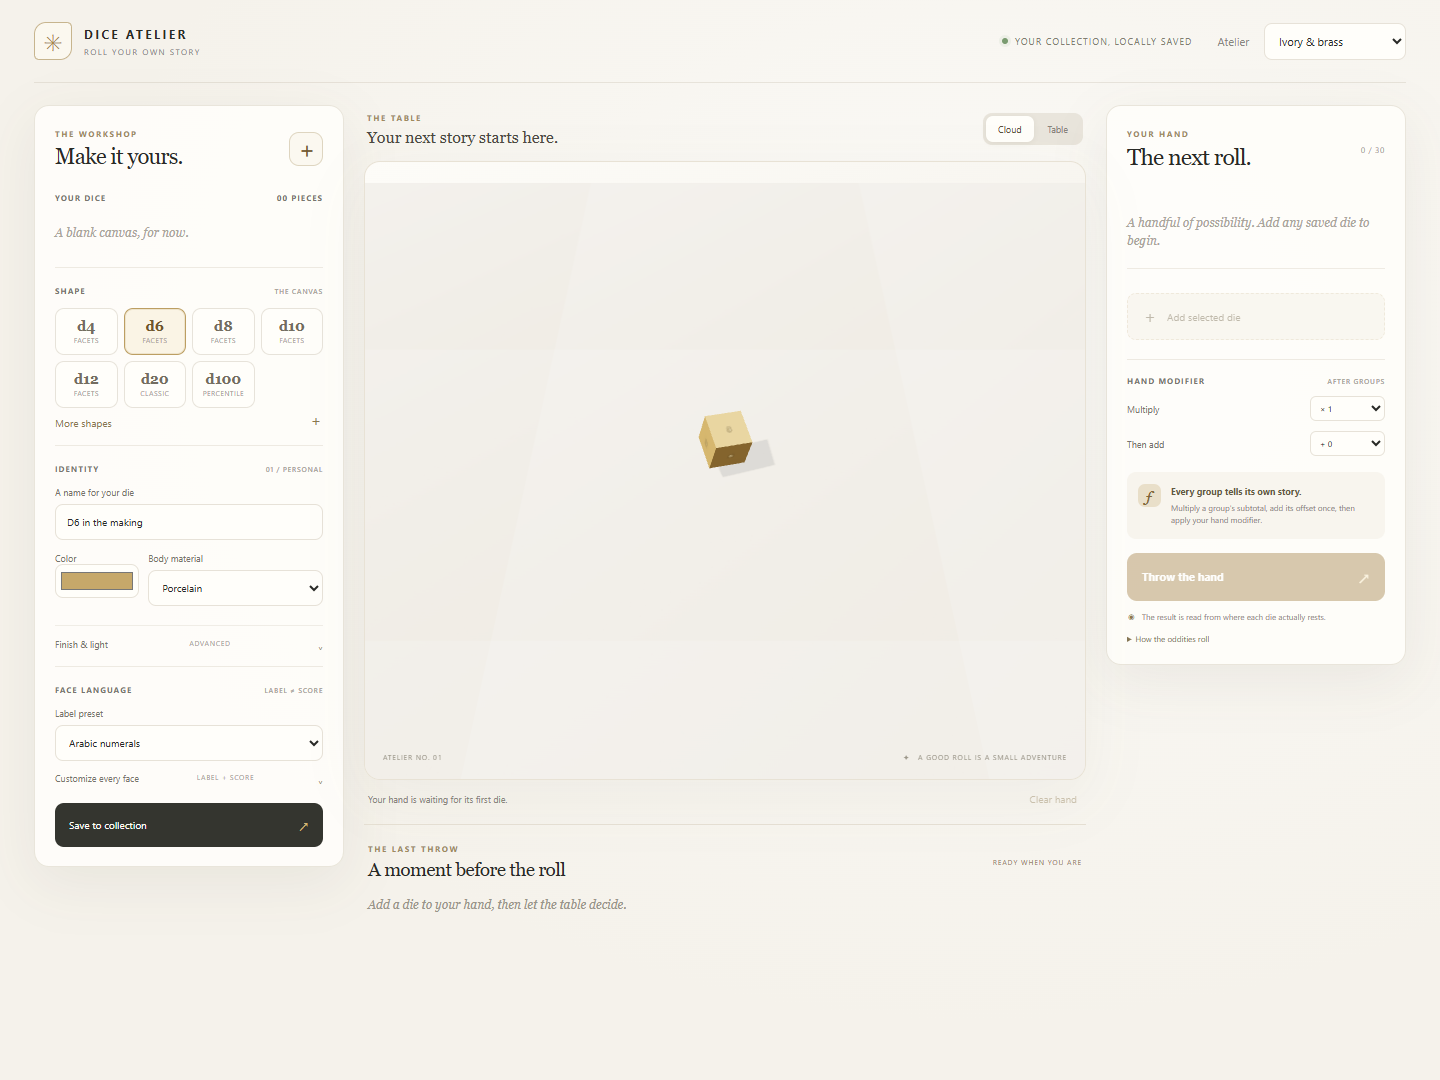 DICE ATELIER
ROLL YOUR OWN STORY
YOUR COLLECTION, LOCALLY SAVED
Atelier
Ivory & brass
THE WORKSHOP
Make it yours.
+
YOUR DICE
00 PIECES
A blank canvas, for now.
SHAPE
THE CANVAS
d4
FACETS
d6
FACETS
d8
FACETS
d10
FACETS
d12
FACETS
d20
CLASSIC
d100
PERCENTILE
More shapes
+
IDENTITY
01 / PERSONAL
A name for your die
D6 in the making
Color
Body material
Porcelain
Finish & light
ADVANCED
FACE LANGUAGE
LABEL ≠ SCORE
Label preset
Arabic numerals
Customize every face
LABEL + SCORE
Save to collection ↗
THE TABLE
Your next story starts here.
Cloud
Table
ATELIER NO. 01
✦ A GOOD ROLL IS A SMALL ADVENTURE
Your hand is waiting for its first die.
Clear hand
THE LAST THROW
A moment before the roll
READY WHEN YOU ARE
Add a die to your hand, then let the table decide.
YOUR HAND
The next roll.
0 / 30
A handful of possibility. Add any saved die to
begin.
+ Add selected die
HAND MODIFIER
AFTER GROUPS
Multiply
× 1
Then add
+ 0
ƒ
Every group tells its own story.
Multiply a group's subtotal, add its offset once, then
apply your hand modifier.
Throw the hand ↗
The result is read from where each die actually rests.
▶ How the oddities roll